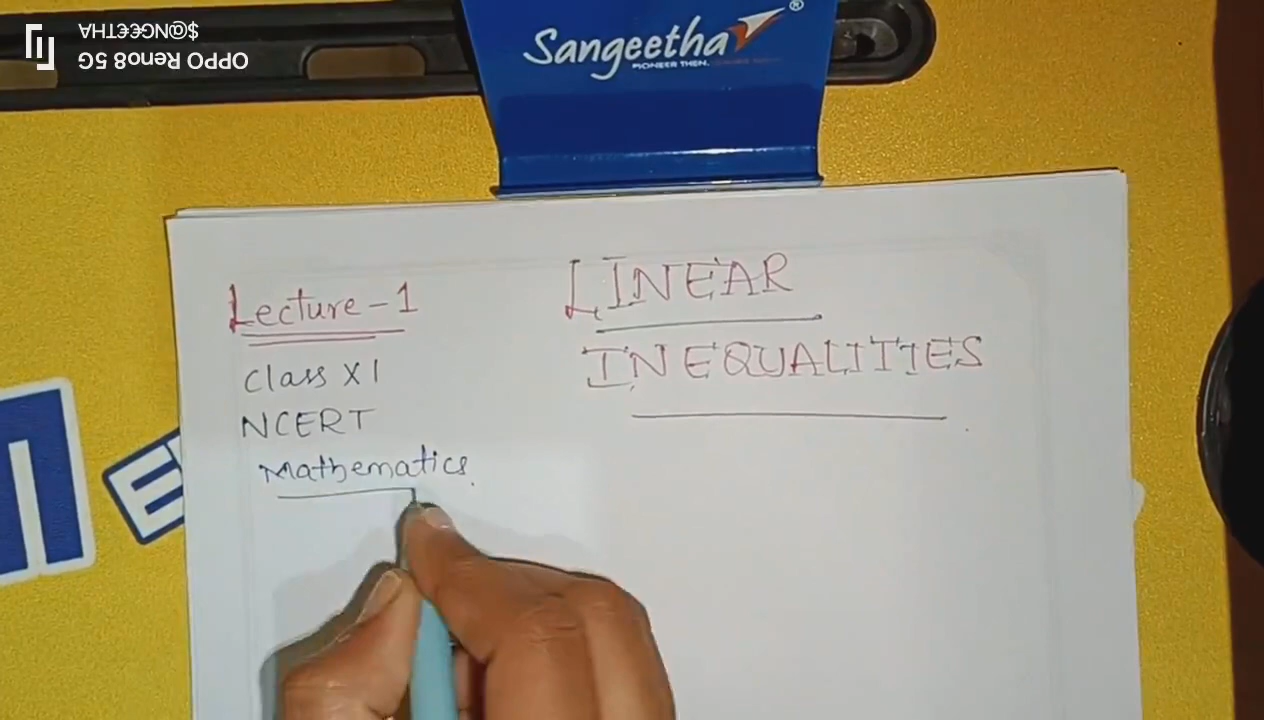 $@NGEETHA
OPPO Reno8 5G
Sangeetha®
PIONEER THEN.
Lecture - 1
Class XI
NCERT
Mathematics.
LINEAR
INEQUALITIES